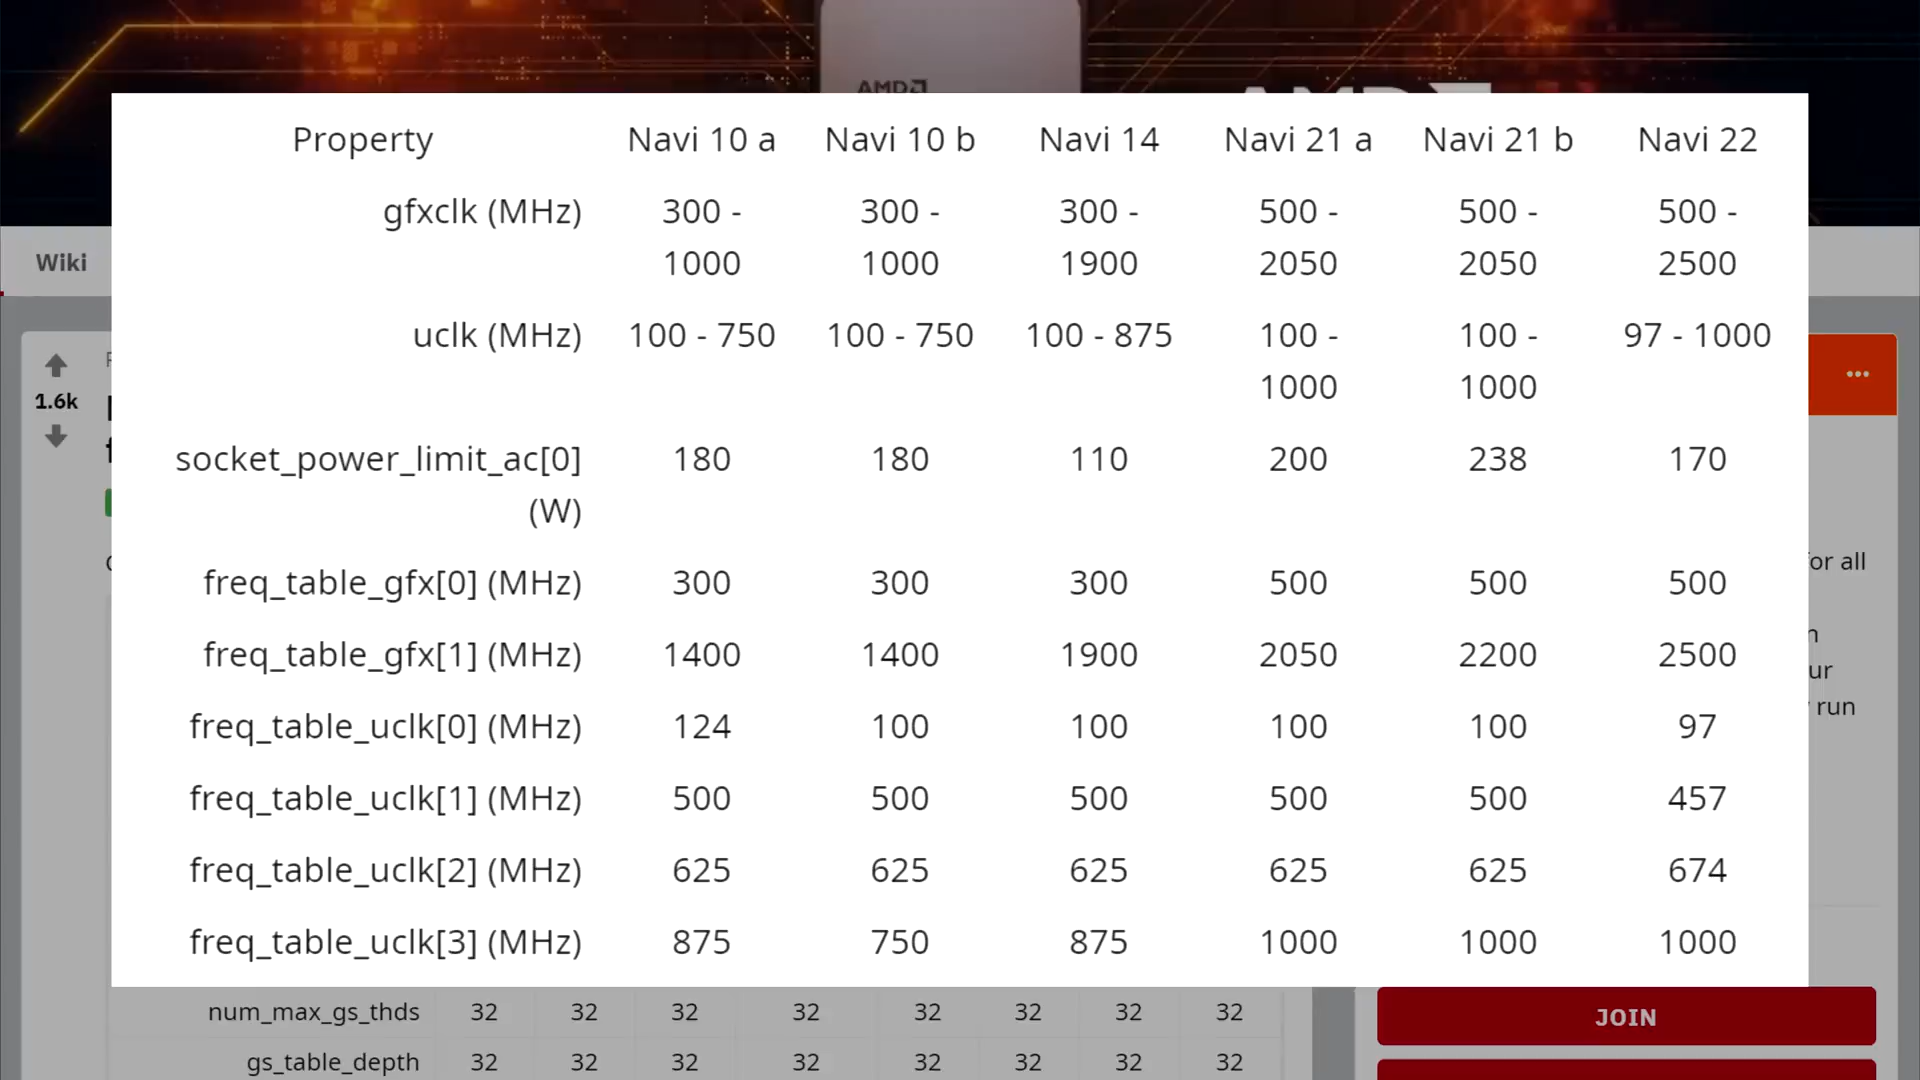 AMD
AMD
Property Navi 10 a Navi 10 b Navi 14 Navi 21 a Navi 21 b Navi 22
gfxclk (MHz) 300 - 300 - 300 - 500 - 500 - 500 -
1000 1000 1900 2050 2050 2500
uclk (MHz) 100 - 750 100 - 750 100 - 875 100 - 100 - 97 - 1000
1000 1000
socket_power_limit_ac[0] 180 180 110 200 238 170
(W)
freq_table_gfx[0] (MHz) 300 300 300 500 500 500
freq_table_gfx[1] (MHz) 1400 1400 1900 2050 2200 2500
freq_table_uclk[0] (MHz) 124 100 100 100 100 97
freq_table_uclk[1] (MHz) 500 500 500 500 500 457
freq_table_uclk[2] (MHz) 625 625 625 625 625 674
freq_table_uclk[3] (MHz) 875 750 875 1000 1000 1000
Wiki
1.6k
for all
ur
run
num_max_gs_thds 32 32 32 32 32 32 32 32
gs_table_depth 32 32 32 32 32 32 32 32
JOIN